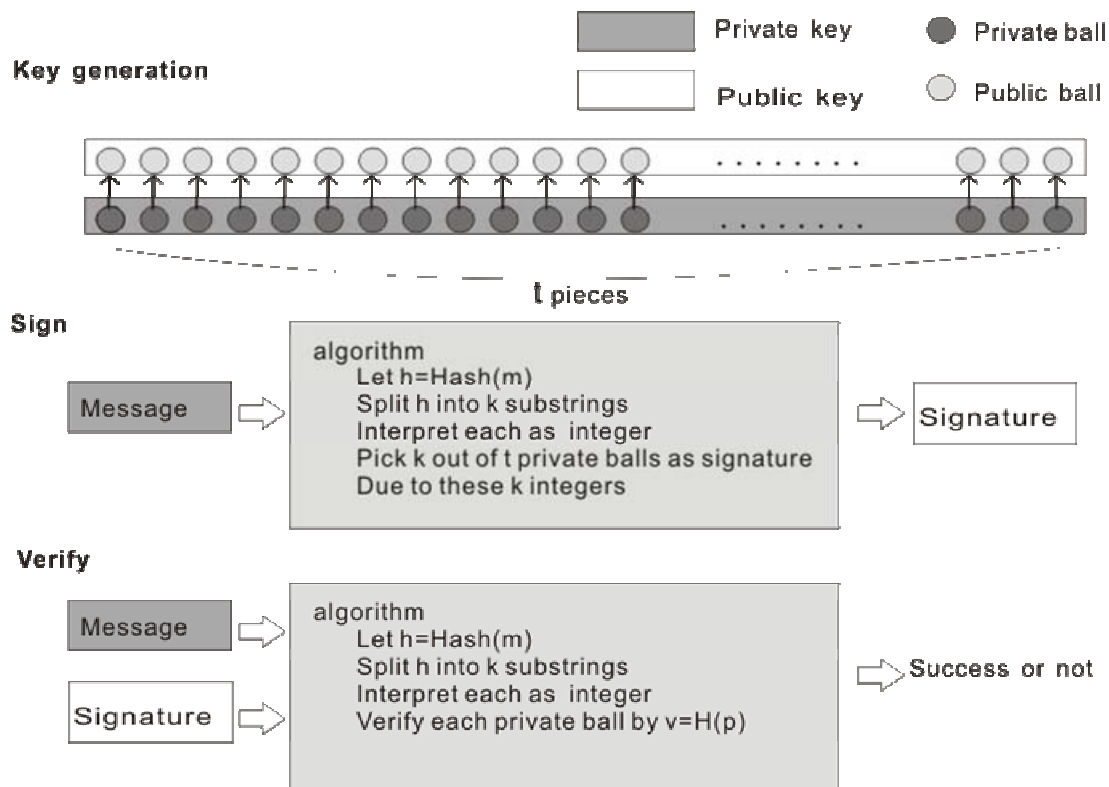 Private key
Private ball
Key generation
Public key
Public ball
. . . . . . . .
. . . . . . . .
t pieces
Sign
algorithm
Let h=Hash(m)
Split h into k substrings
Interpret each as integer
Pick k out of t private balls as signature
Due to these k integers
Message
Signature
Verify
algorithm
Let h=Hash(m)
Split h into k substrings
Interpret each as integer
Verify each private ball by v=H(p)
Message
Signature
Success or not